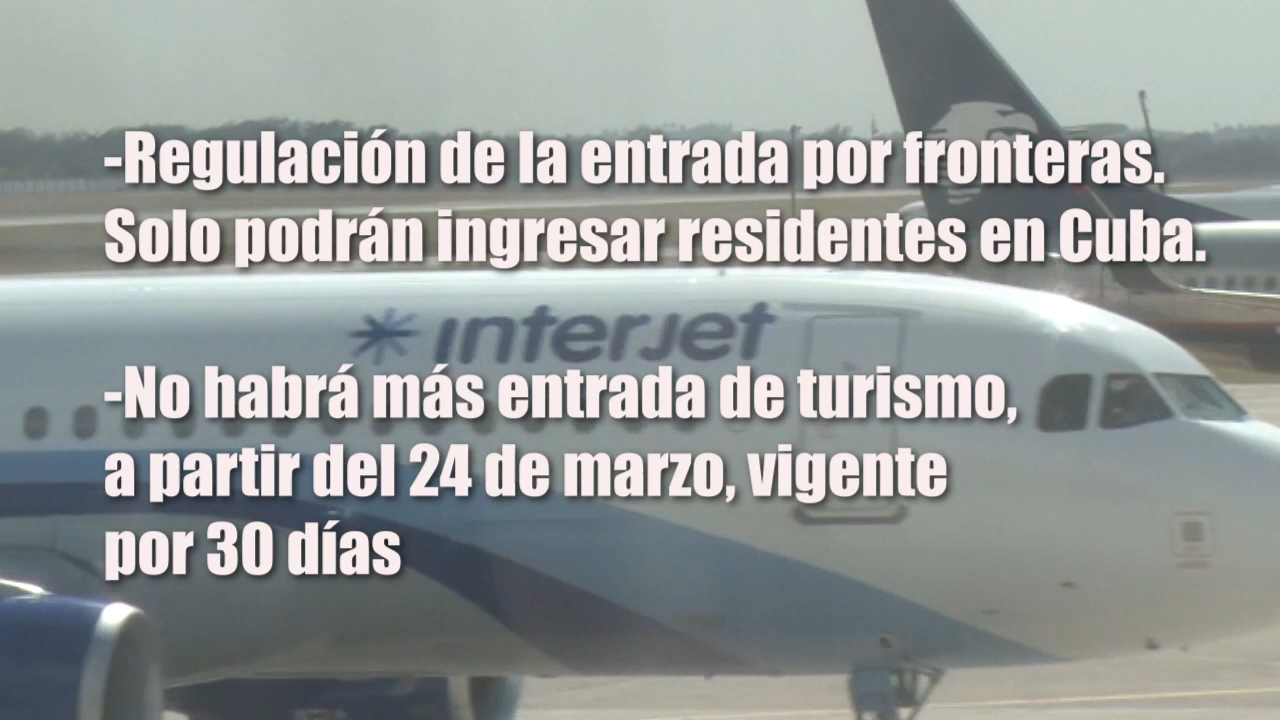 -Regulación de la entrada por fronteras.
Solo podrán ingresar residentes en Cuba.
interjet
-No habrá más entrada de turismo,
a partir del 24 de marzo, vigente
por 30 días